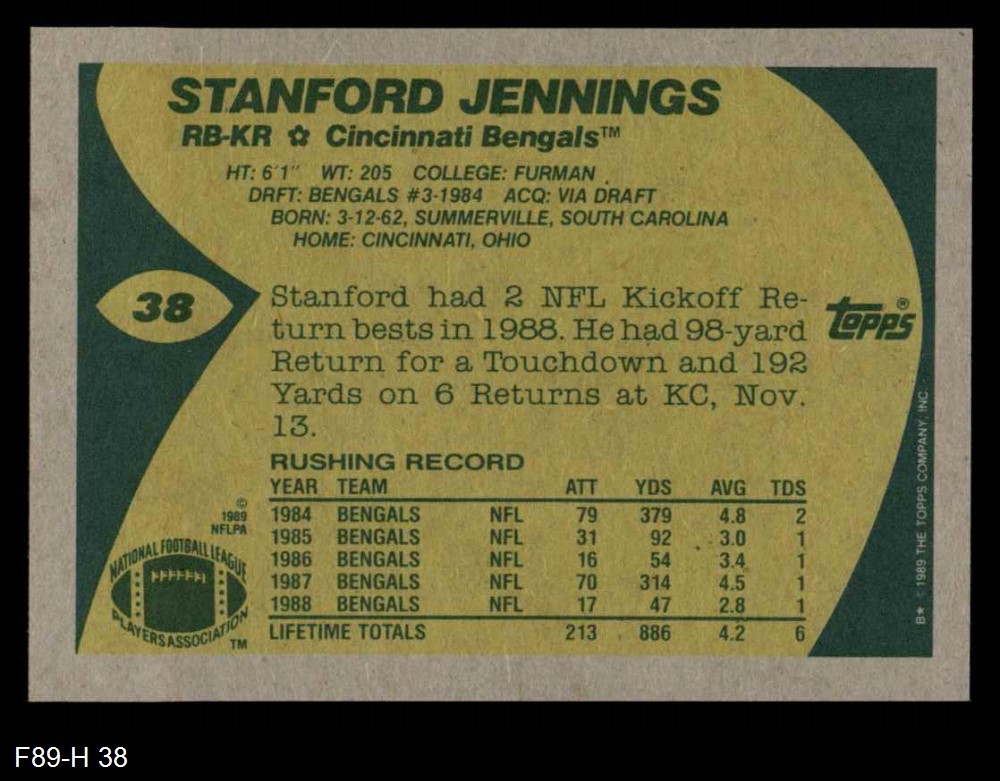 STANFORD JENNINGS
RB-KR ✿ Cincinnati Bengals™
HT: 6'1" WT: 205 COLLEGE: FURMAN
DRFT: BENGALS #3-1984 ACQ: VIA DRAFT
BORN: 3-12-62, SUMMERVILLE, SOUTH CAROLINA
HOME: CINCINNATI, OHIO
38
Stanford had 2 NFL Kickoff Re-
turn bests in 1988. He had 98-yard
Return for a Touchdown and 192
Yards on 6 Returns at KC, Nov.
13.
topps®
RUSHING RECORD
YEAR TEAM ATT YDS AVG TDS
1984 BENGALS NFL 79 379 4.8 2
1985 BENGALS NFL 31 92 3.0 1
1986 BENGALS NFL 16 54 3.4 1
1987 BENGALS NFL 70 314 4.5 1
1988 BENGALS NFL 17 47 2.8 1
LIFETIME TOTALS 213 886 4.2 6
©
1989
NFLPA
NATIONAL FOOTBALL LEAGUE
PLAYERS ASSOCIATION
TM
B* ©1989 THE TOPPS COMPANY, INC.
F89-H 38